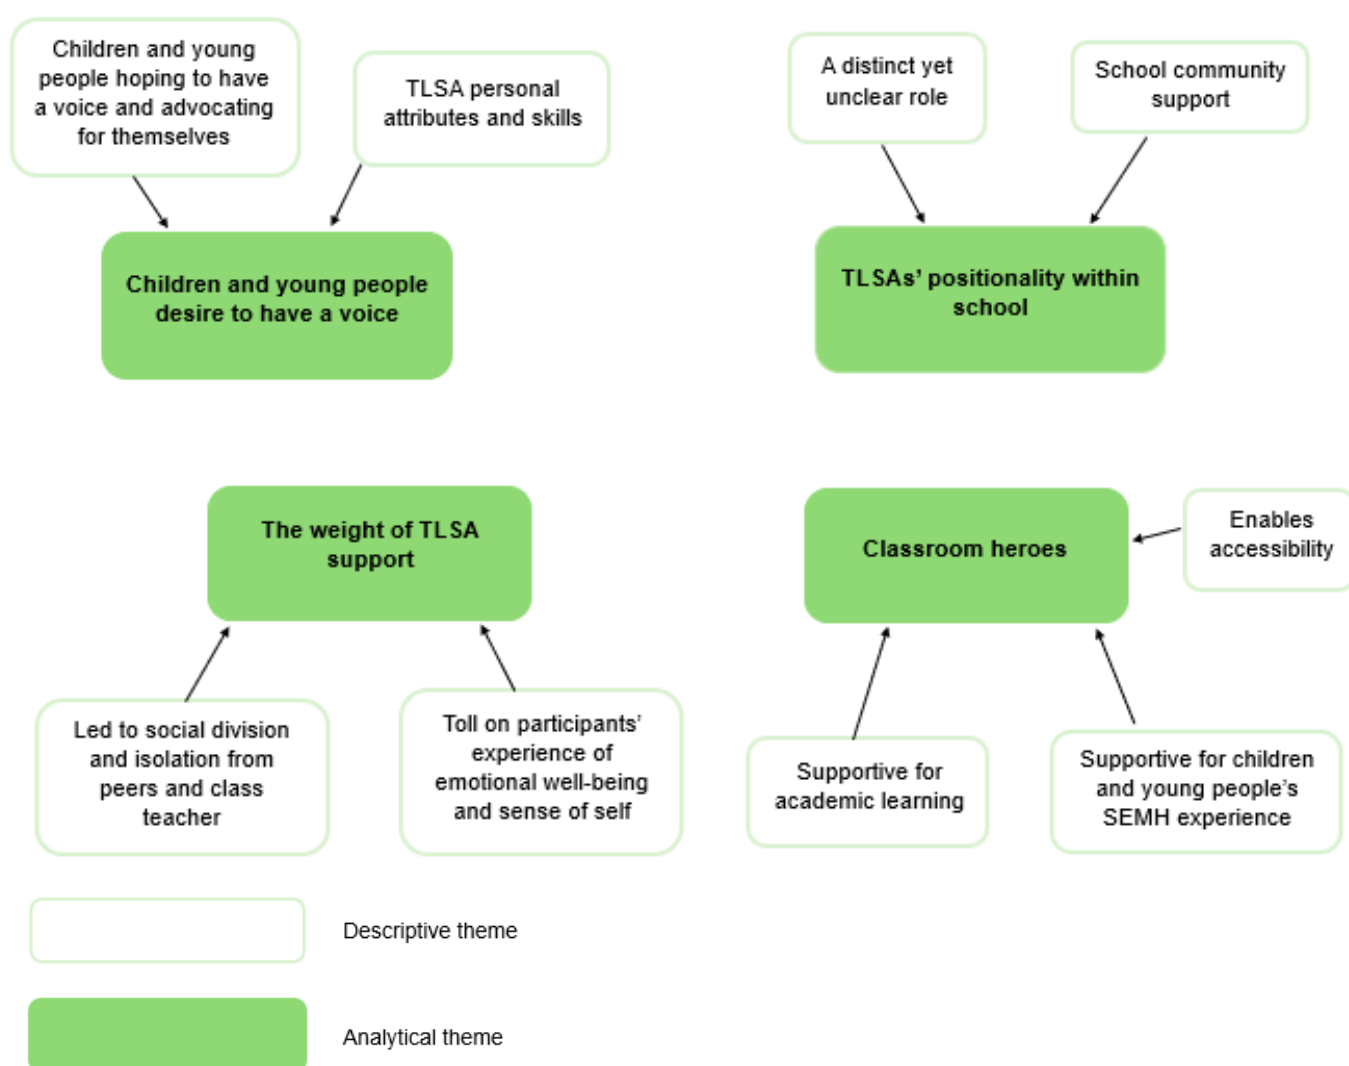 Children and young
people hoping to have
a voice and advocating
for themselves
TLSA personal
attributes and skills
A distinct yet
unclear role
School community
support
Children and young people
desire to have a voice
TLSAs’ positionality within
school
The weight of TLSA
support
Classroom heroes
Enables
accessibility
Led to social division
and isolation from
peers and class
teacher
Toll on participants’
experience of
emotional well-being
and sense of self
Supportive for
academic learning
Supportive for children
and young people’s
SEMH experience
Descriptive theme
Analytical theme